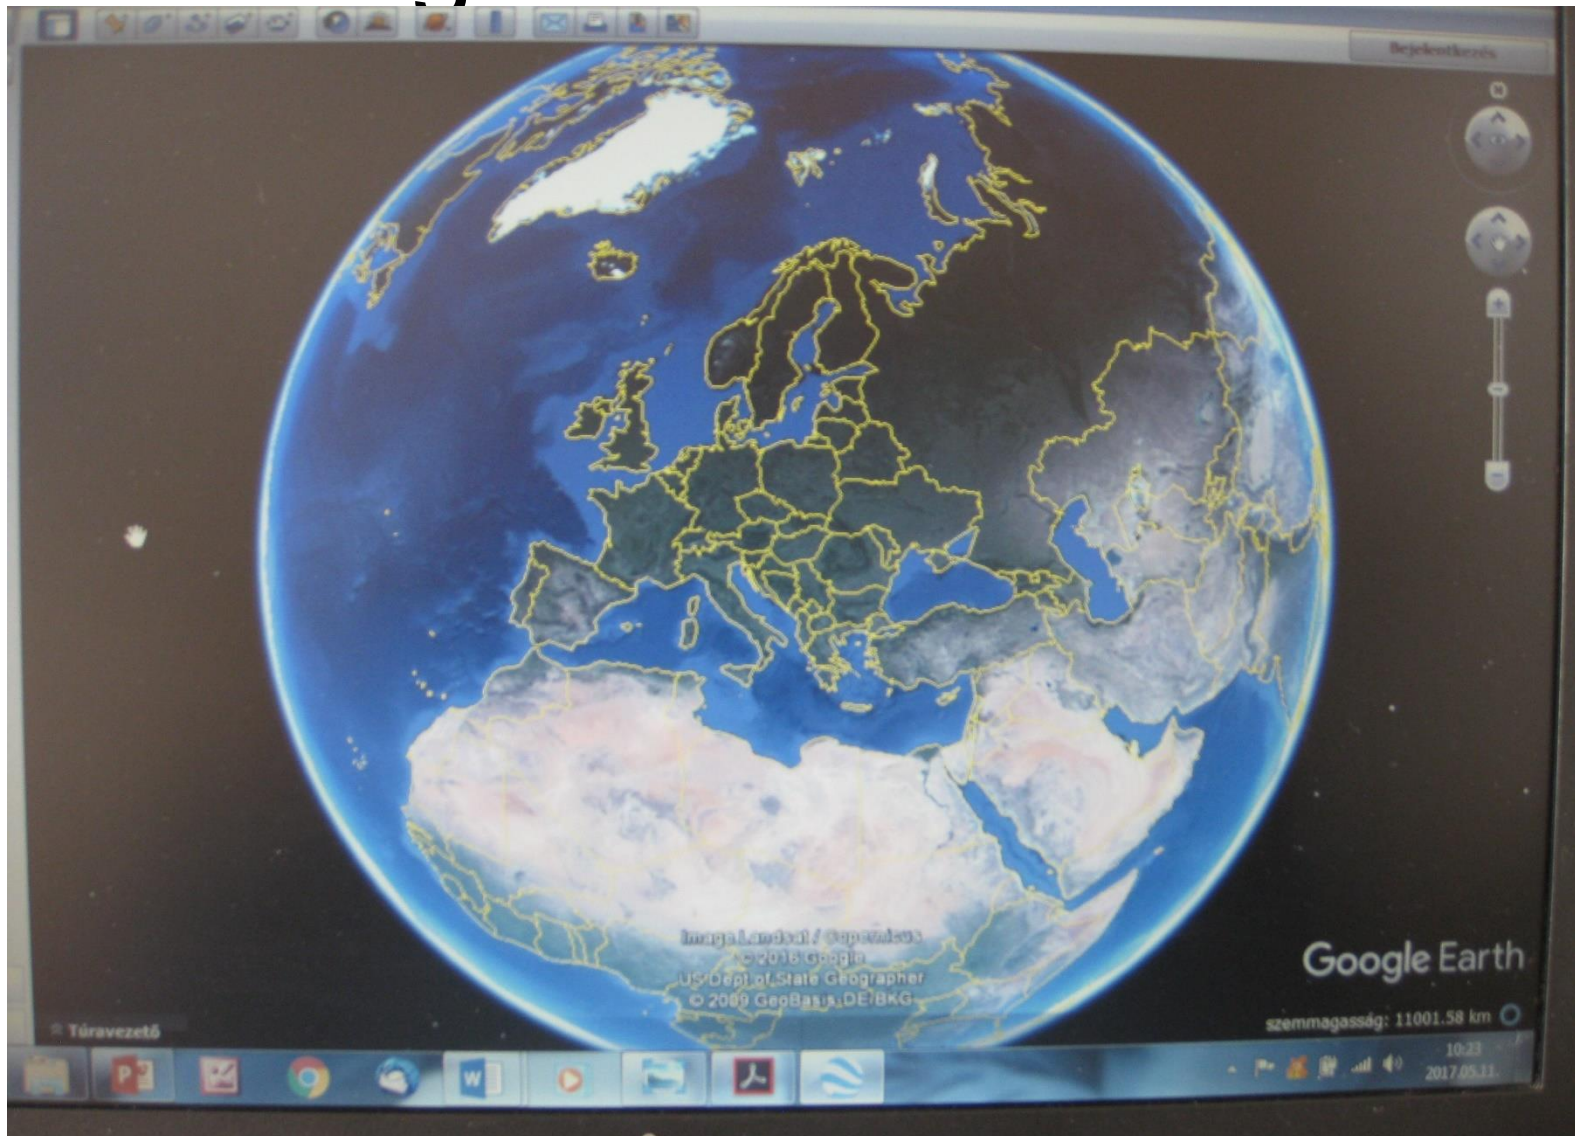 Bejelentkezés
Image Landsat / Copernicus
© 2016 Google
US Dept of State Geographer
© 2009 GeoBasis-DE/BKG
Google Earth
szemmagasság: 11001.58 km
Túravezető
10:23
2017.05.11.